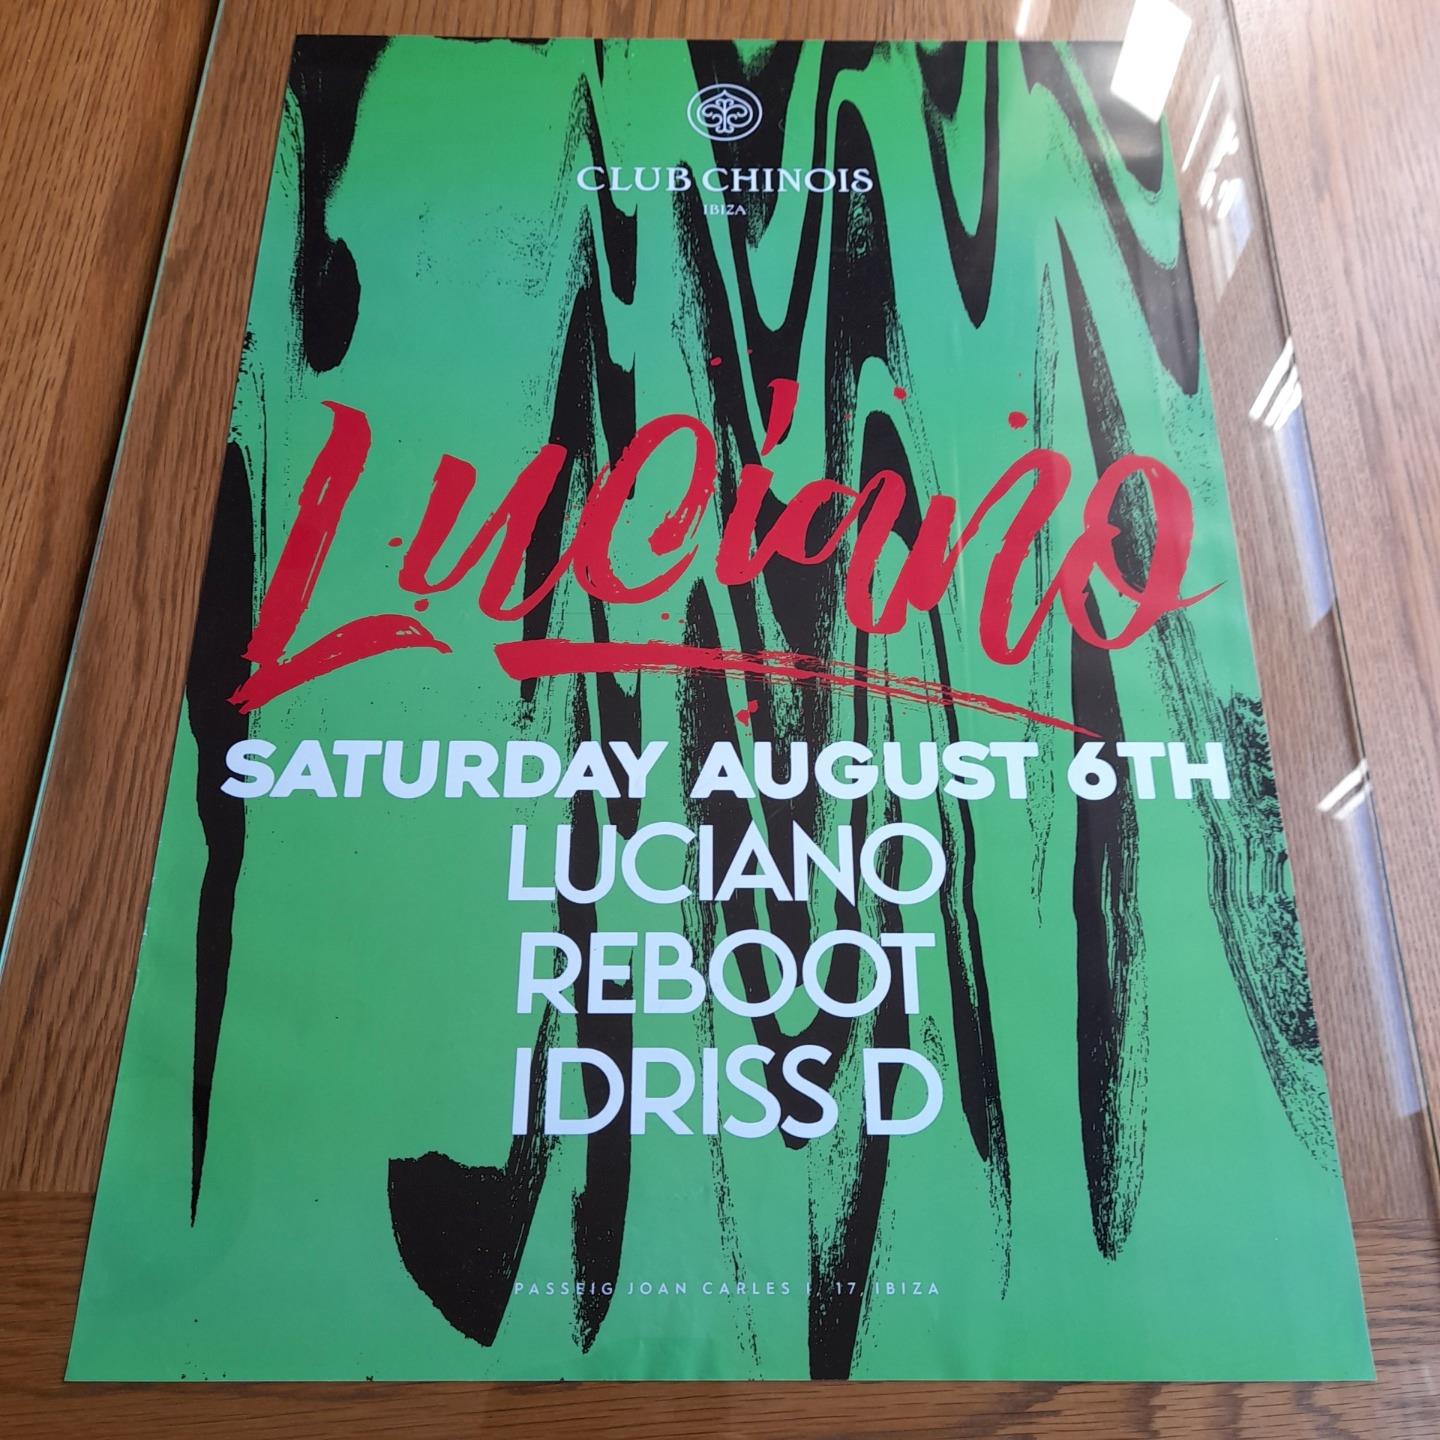 CLUB CHINOIS
IBIZA
Luciano
SATURDAY AUGUST 6TH
LUCIANO
REBOOT
IDRISS D
PASSEIG JOAN CARLES I, 17, IBIZA